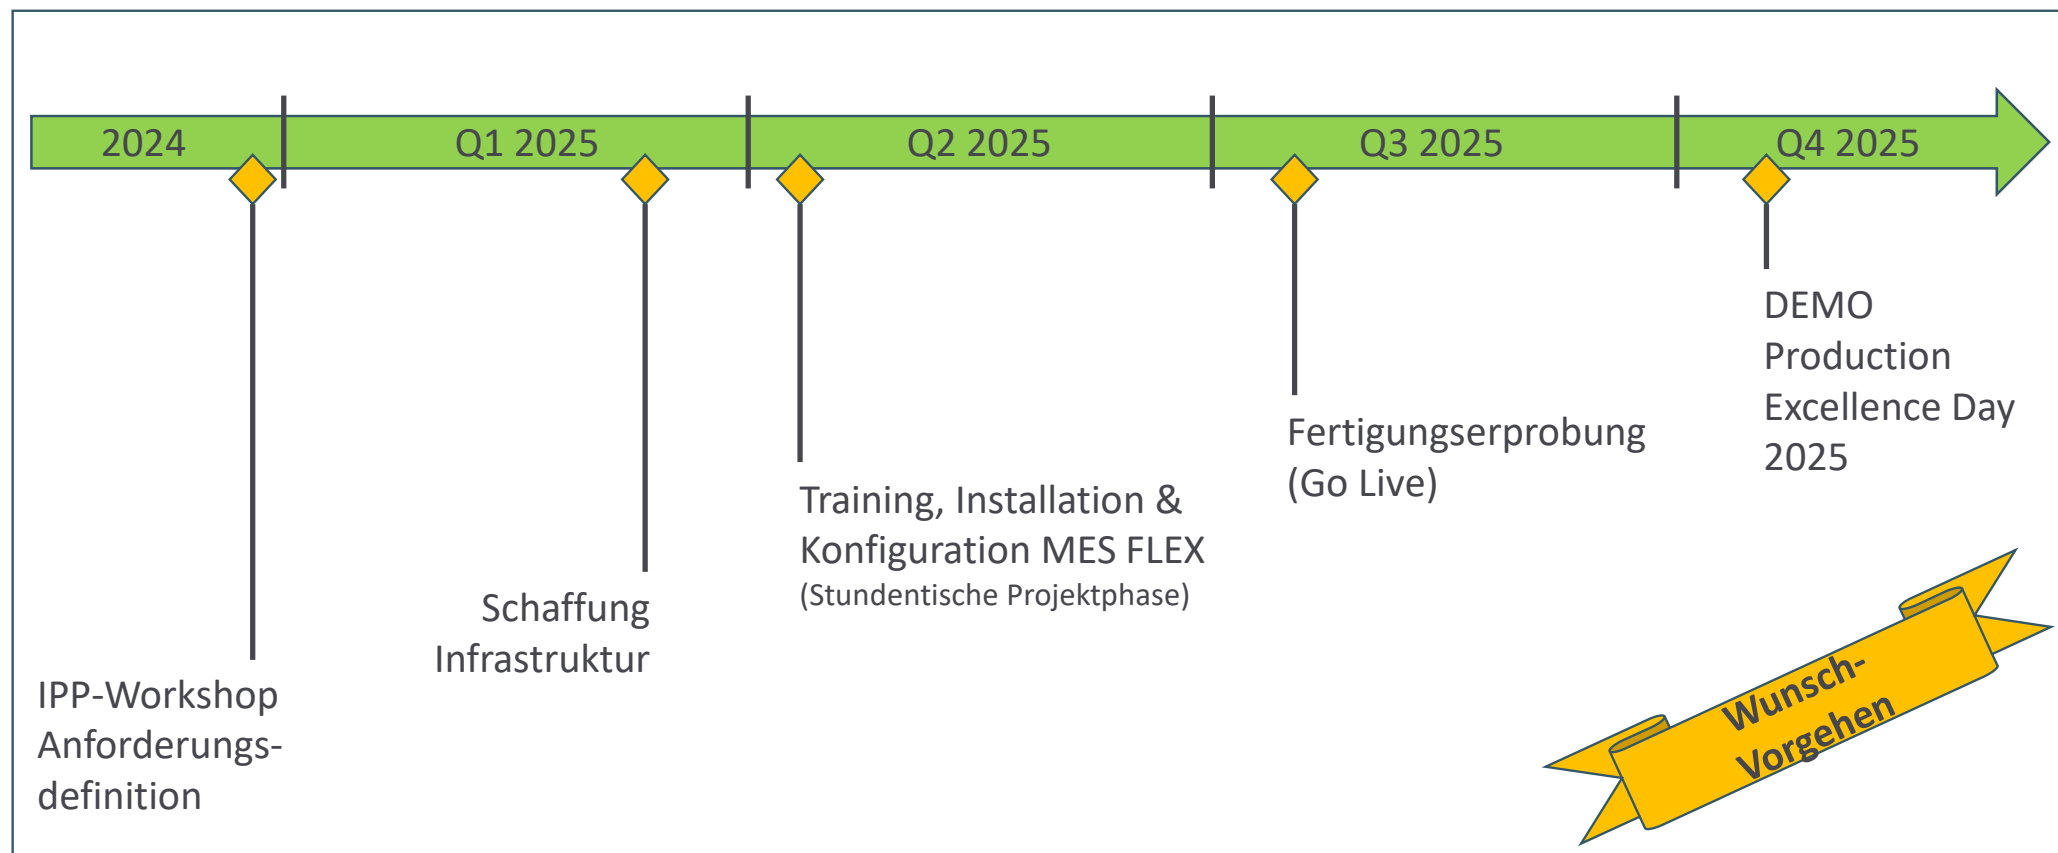 2024
Q1 2025
Q2 2025
Q3 2025
Q4 2025
IPP-Workshop
Anforderungs-
definition
Schaffung
Infrastruktur
Training, Installation &
Konfiguration MES FLEX
(Stundentische Projektphase)
Fertigungserprobung
(Go Live)
DEMO
Production
Excellence Day
2025
Wunsch-
Vorgehen